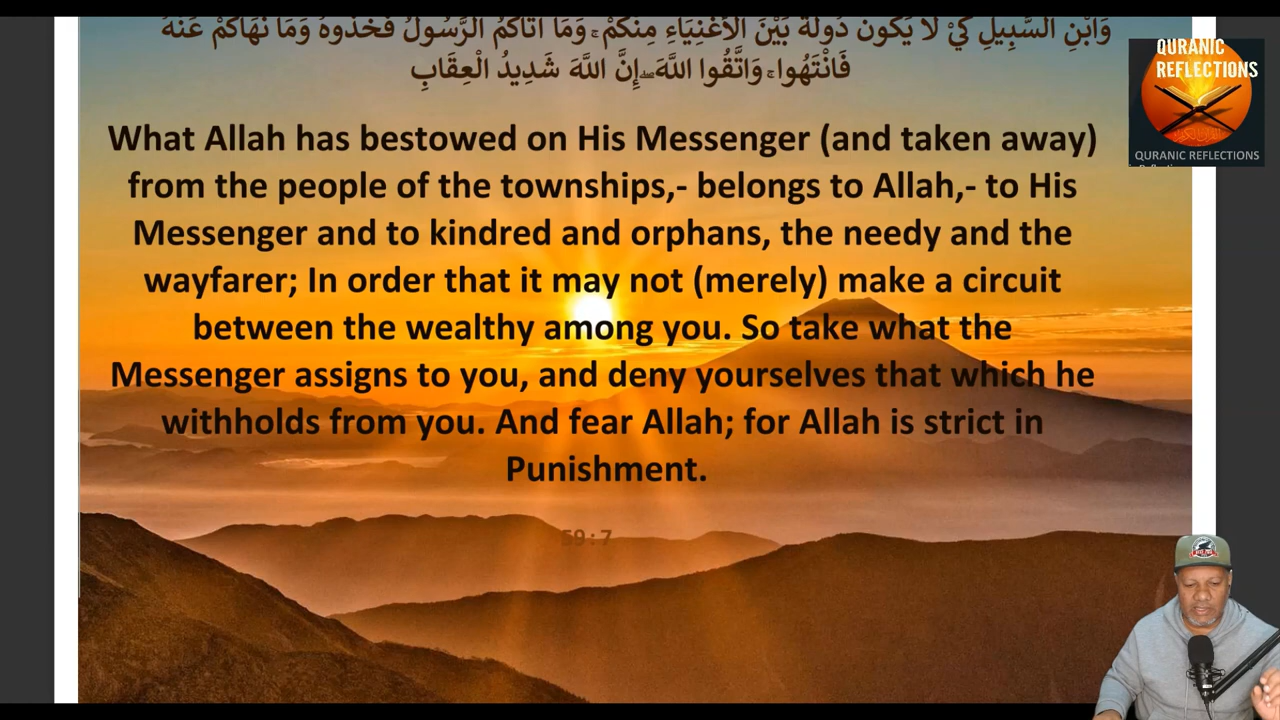 وَابْنِ السَّبِيلِ كَيْ لَا يَكُونَ دُولَةً بَيْنَ الْأَغْنِيَاءِ مِنْكُمْ ۚ وَمَا آتَاكُمُ الرَّسُولُ فَخُذُوهُ وَمَا نَهَاكُمْ عَنْهُ
فَانْتَهُوا ۚ وَاتَّقُوا اللَّهَ ۖ إِنَّ اللَّهَ شَدِيدُ الْعِقَابِ
QURANIC
REFLECTIONS
QURANIC REFLECTIONS
What Allah has bestowed on His Messenger (and taken away)
from the people of the townships,- belongs to Allah,- to His
Messenger and to kindred and orphans, the needy and the
wayfarer; In order that it may not (merely) make a circuit
between the wealthy among you. So take what the
Messenger assigns to you, and deny yourselves that which he
withholds from you. And fear Allah; for Allah is strict in
Punishment.
59:7